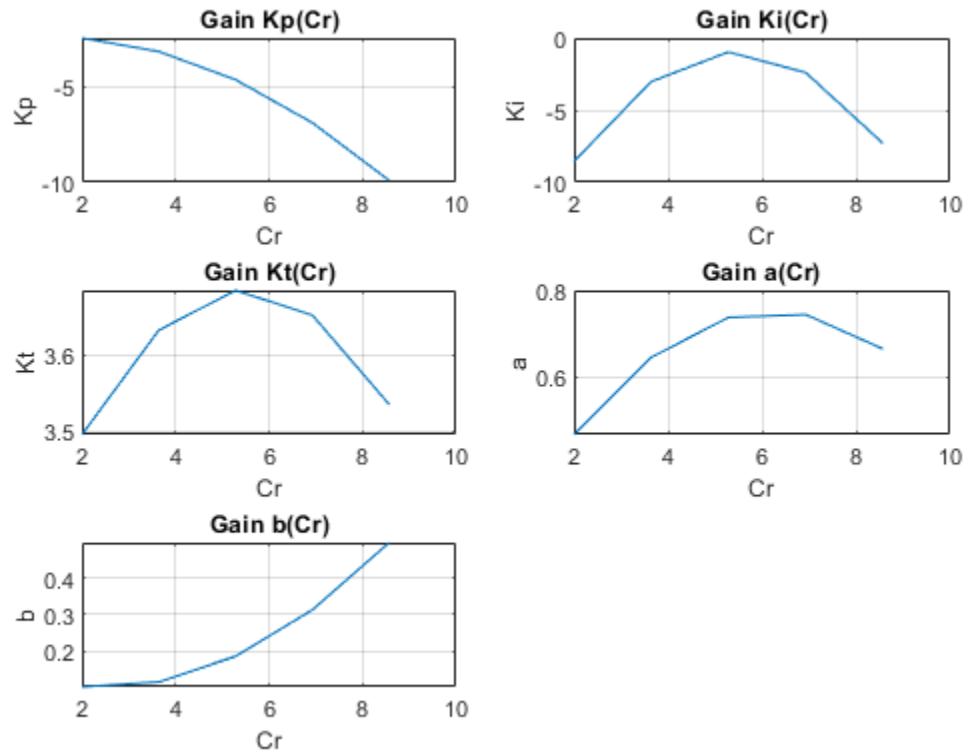 Gain Kp(Cr)
Kp
-5
-10
2 4 6 8 10
Cr
Gain Ki(Cr)
Ki
0
-5
-10
2 4 6 8 10
Cr
Gain Kt(Cr)
Kt
3.6
3.5
2 4 6 8 10
Cr
Gain a(Cr)
a
0.8
0.6
2 4 6 8 10
Cr
Gain b(Cr)
b
0.4
0.3
0.2
2 4 6 8 10
Cr